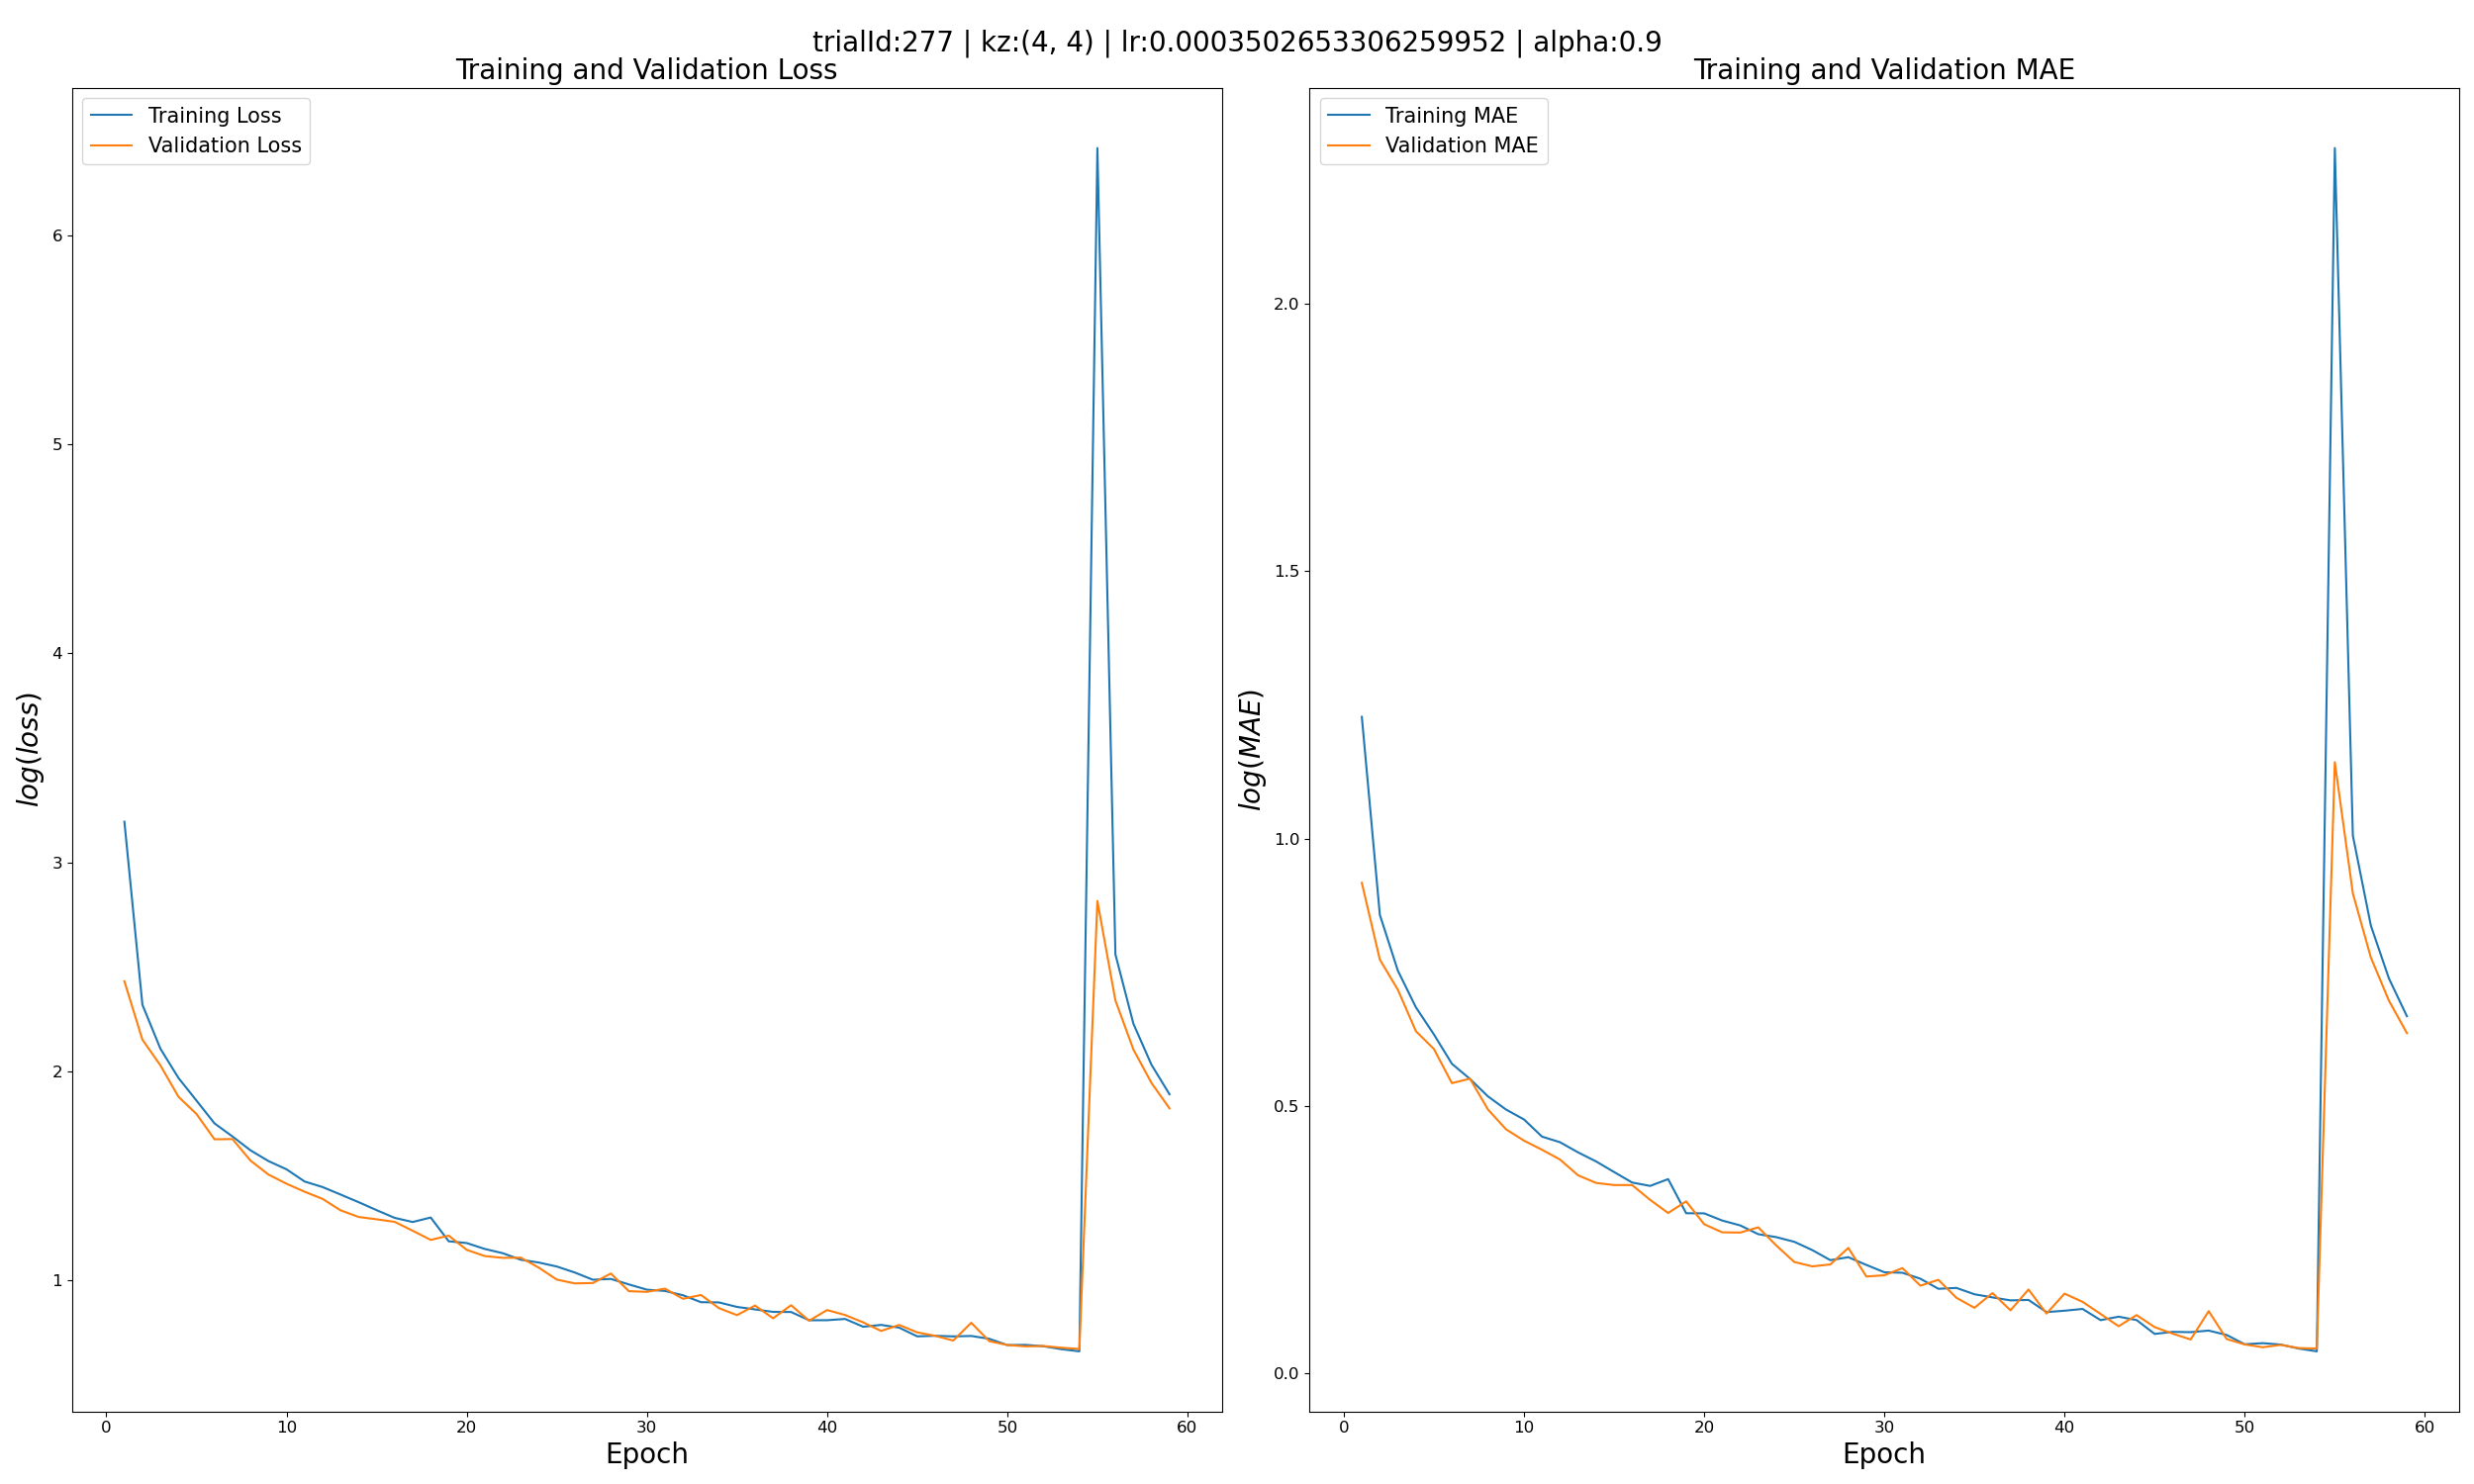 trialId:277 | kz:(4, 4) | lr:0.0003502653306259952 | alpha:0.9
Training and Validation Loss
Training Loss
Validation Loss
6
5
4
3
2
1
log(loss)
0 10 20 30 40 50 60
Epoch
Training and Validation MAE
Training MAE
Validation MAE
2.0
1.5
1.0
0.5
0.0
log(MAE)
0 10 20 30 40 50 60
Epoch